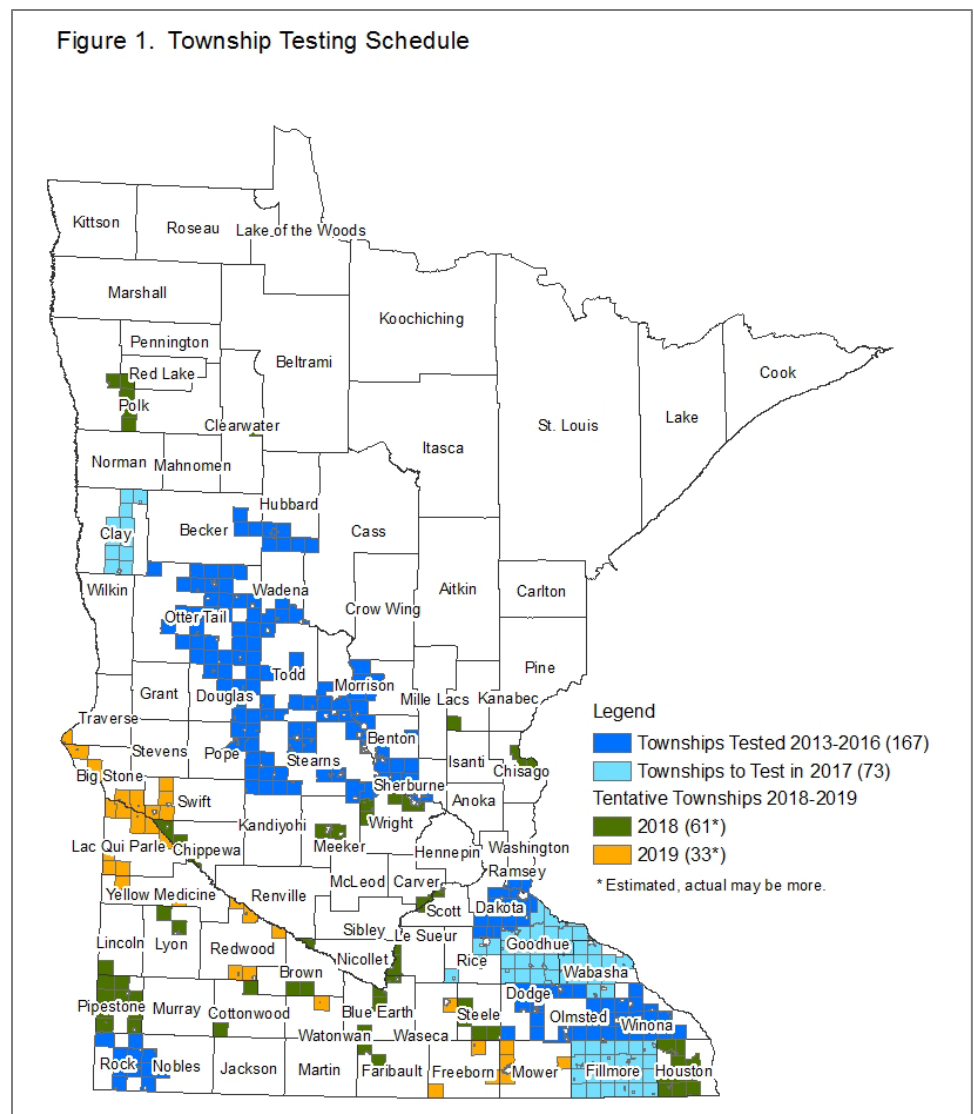 Figure 1. Township Testing Schedule
Kittson
Roseau
Lake of the Woods
Marshall
Koochiching
Pennington
Beltrami
Red Lake
Cook
Polk
Lake
Clearwater
St. Louis
Itasca
Norman
Mahnomen
Hubbard
Becker
Cass
Clay
Wilkin
Wadena
Aitkin
Carlton
Crow Wing
Otter Tail
Pine
Todd
Morrison
Grant
Douglas
Mille Lacs
Kanabec
Traverse
Stevens
Pope
Benton
Stearns
Isanti
Big Stone
Chisago
Sherburne
Swift
Anoka
Kandiyohi
Wright
Meeker
Lac Qui Parle
Chippewa
Hennepin
Washington
Ramsey
McLeod
Carver
Yellow Medicine
Renville
Scott
Dakota
Sibley
Le Sueur
Lincoln
Lyon
Redwood
Nicollet
Rice
Goodhue
Brown
Wabasha
Dodge
Pipestone
Murray
Cottonwood
Blue Earth
Steele
Olmsted
Winona
Watonwan
Waseca
Rock
Nobles
Jackson
Martin
Faribault
Freeborn
Mower
Fillmore
Houston
Legend
Townships Tested 2013-2016 (167)
Townships to Test in 2017 (73)
Tentative Townships 2018-2019
2018 (61*)
2019 (33*)
* Estimated, actual may be more.